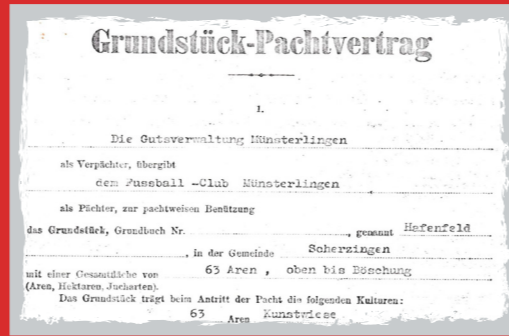 Grundstück-Pachtvertrag
1.
Die Gutsverwaltung Münsterlingen
als Verpächter, übergibt
dem Fussball -Club Münsterlingen
als Pächter, zur pachtweisen Benützung
das Grundstück, Grundbuch Nr. , genannt Hafenfeld
, in der Gemeinde Scherzingen
mit einer Gesamtfläche von 63 Aren , oben bis Böschung
(Aren, Hektaren, Jucharten).
Das Grundstück trägt beim Antritt der Pacht die folgenden Kulturen:
63 Aren Kunstwiese